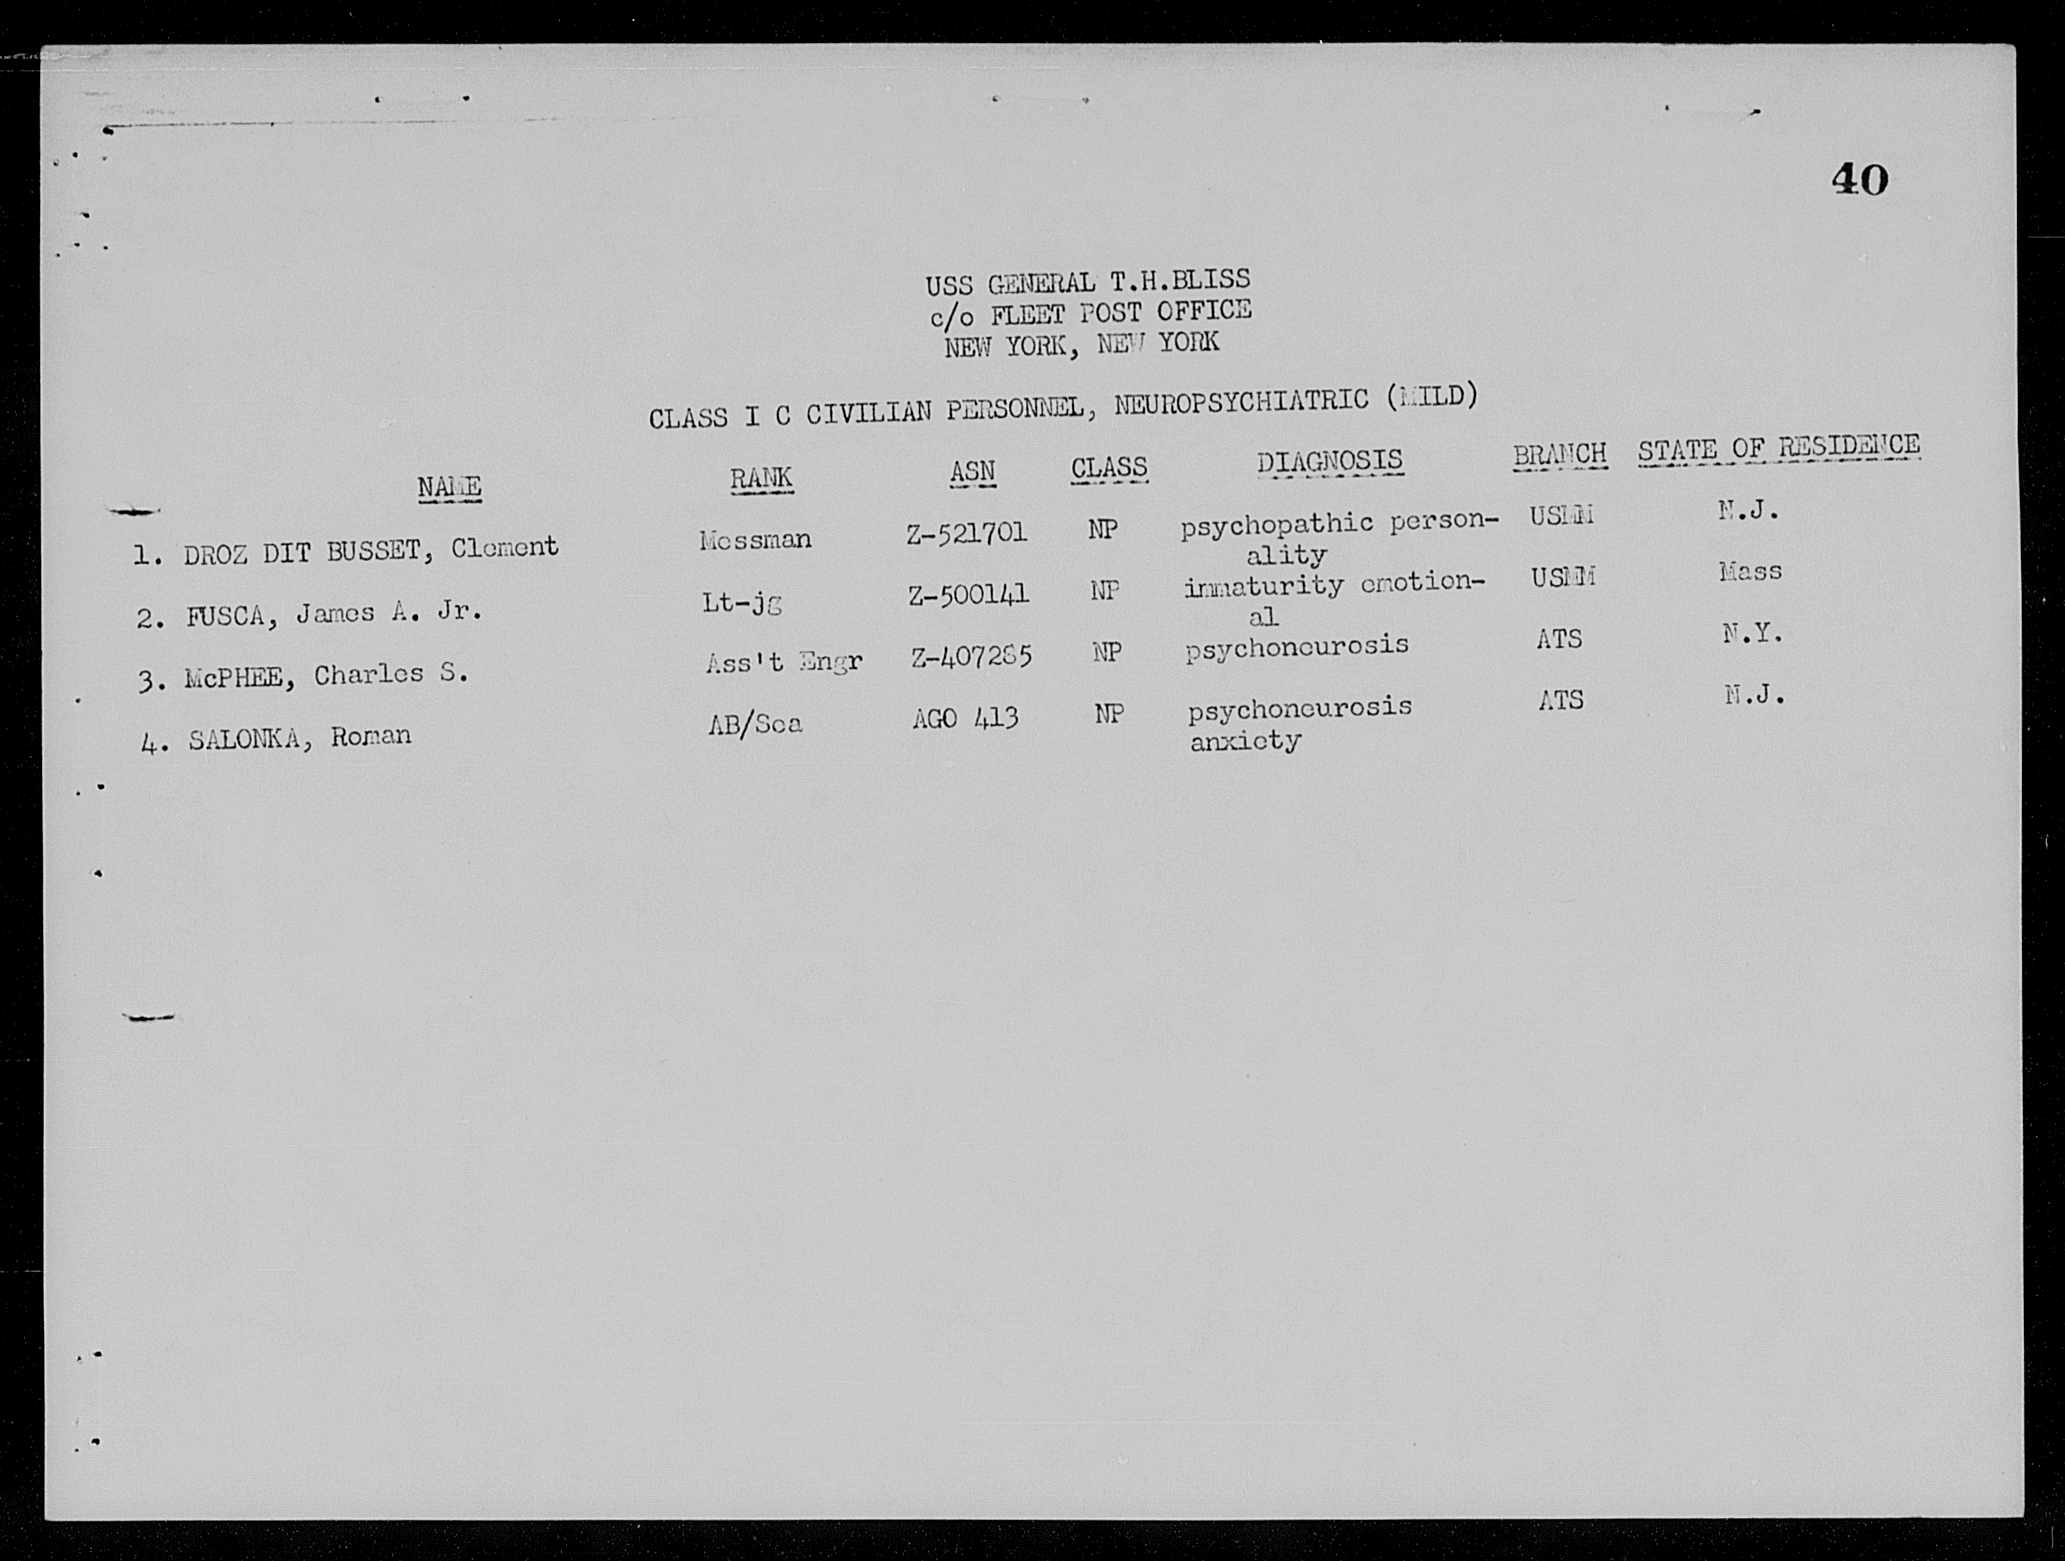 40
USS GENERAL T.H.BLISS
c/o FLEET POST OFFICE
NEW YORK, NEW YORK
CLASS I C CIVILIAN PERSONNEL, NEUROPSYCHIATRIC (MILD)
NAME RANK ASN CLASS DIAGNOSIS BRANCH STATE OF RESIDENCE
1. DROZ DIT BUSSET, Clement Messman Z-521701 NP psychopathic person- USMM N.J.
ality
2. FUSCA, James A. Jr. Lt-jg Z-500141 NP immaturity emotion- USMM Mass
al
3. McPHEE, Charles S. Ass't Engr Z-407285 NP psychoneurosis ATS N.Y.
4. SALONKA, Roman AB/Sea AGO 413 NP psychoneurosis ATS N.J.
anxiety